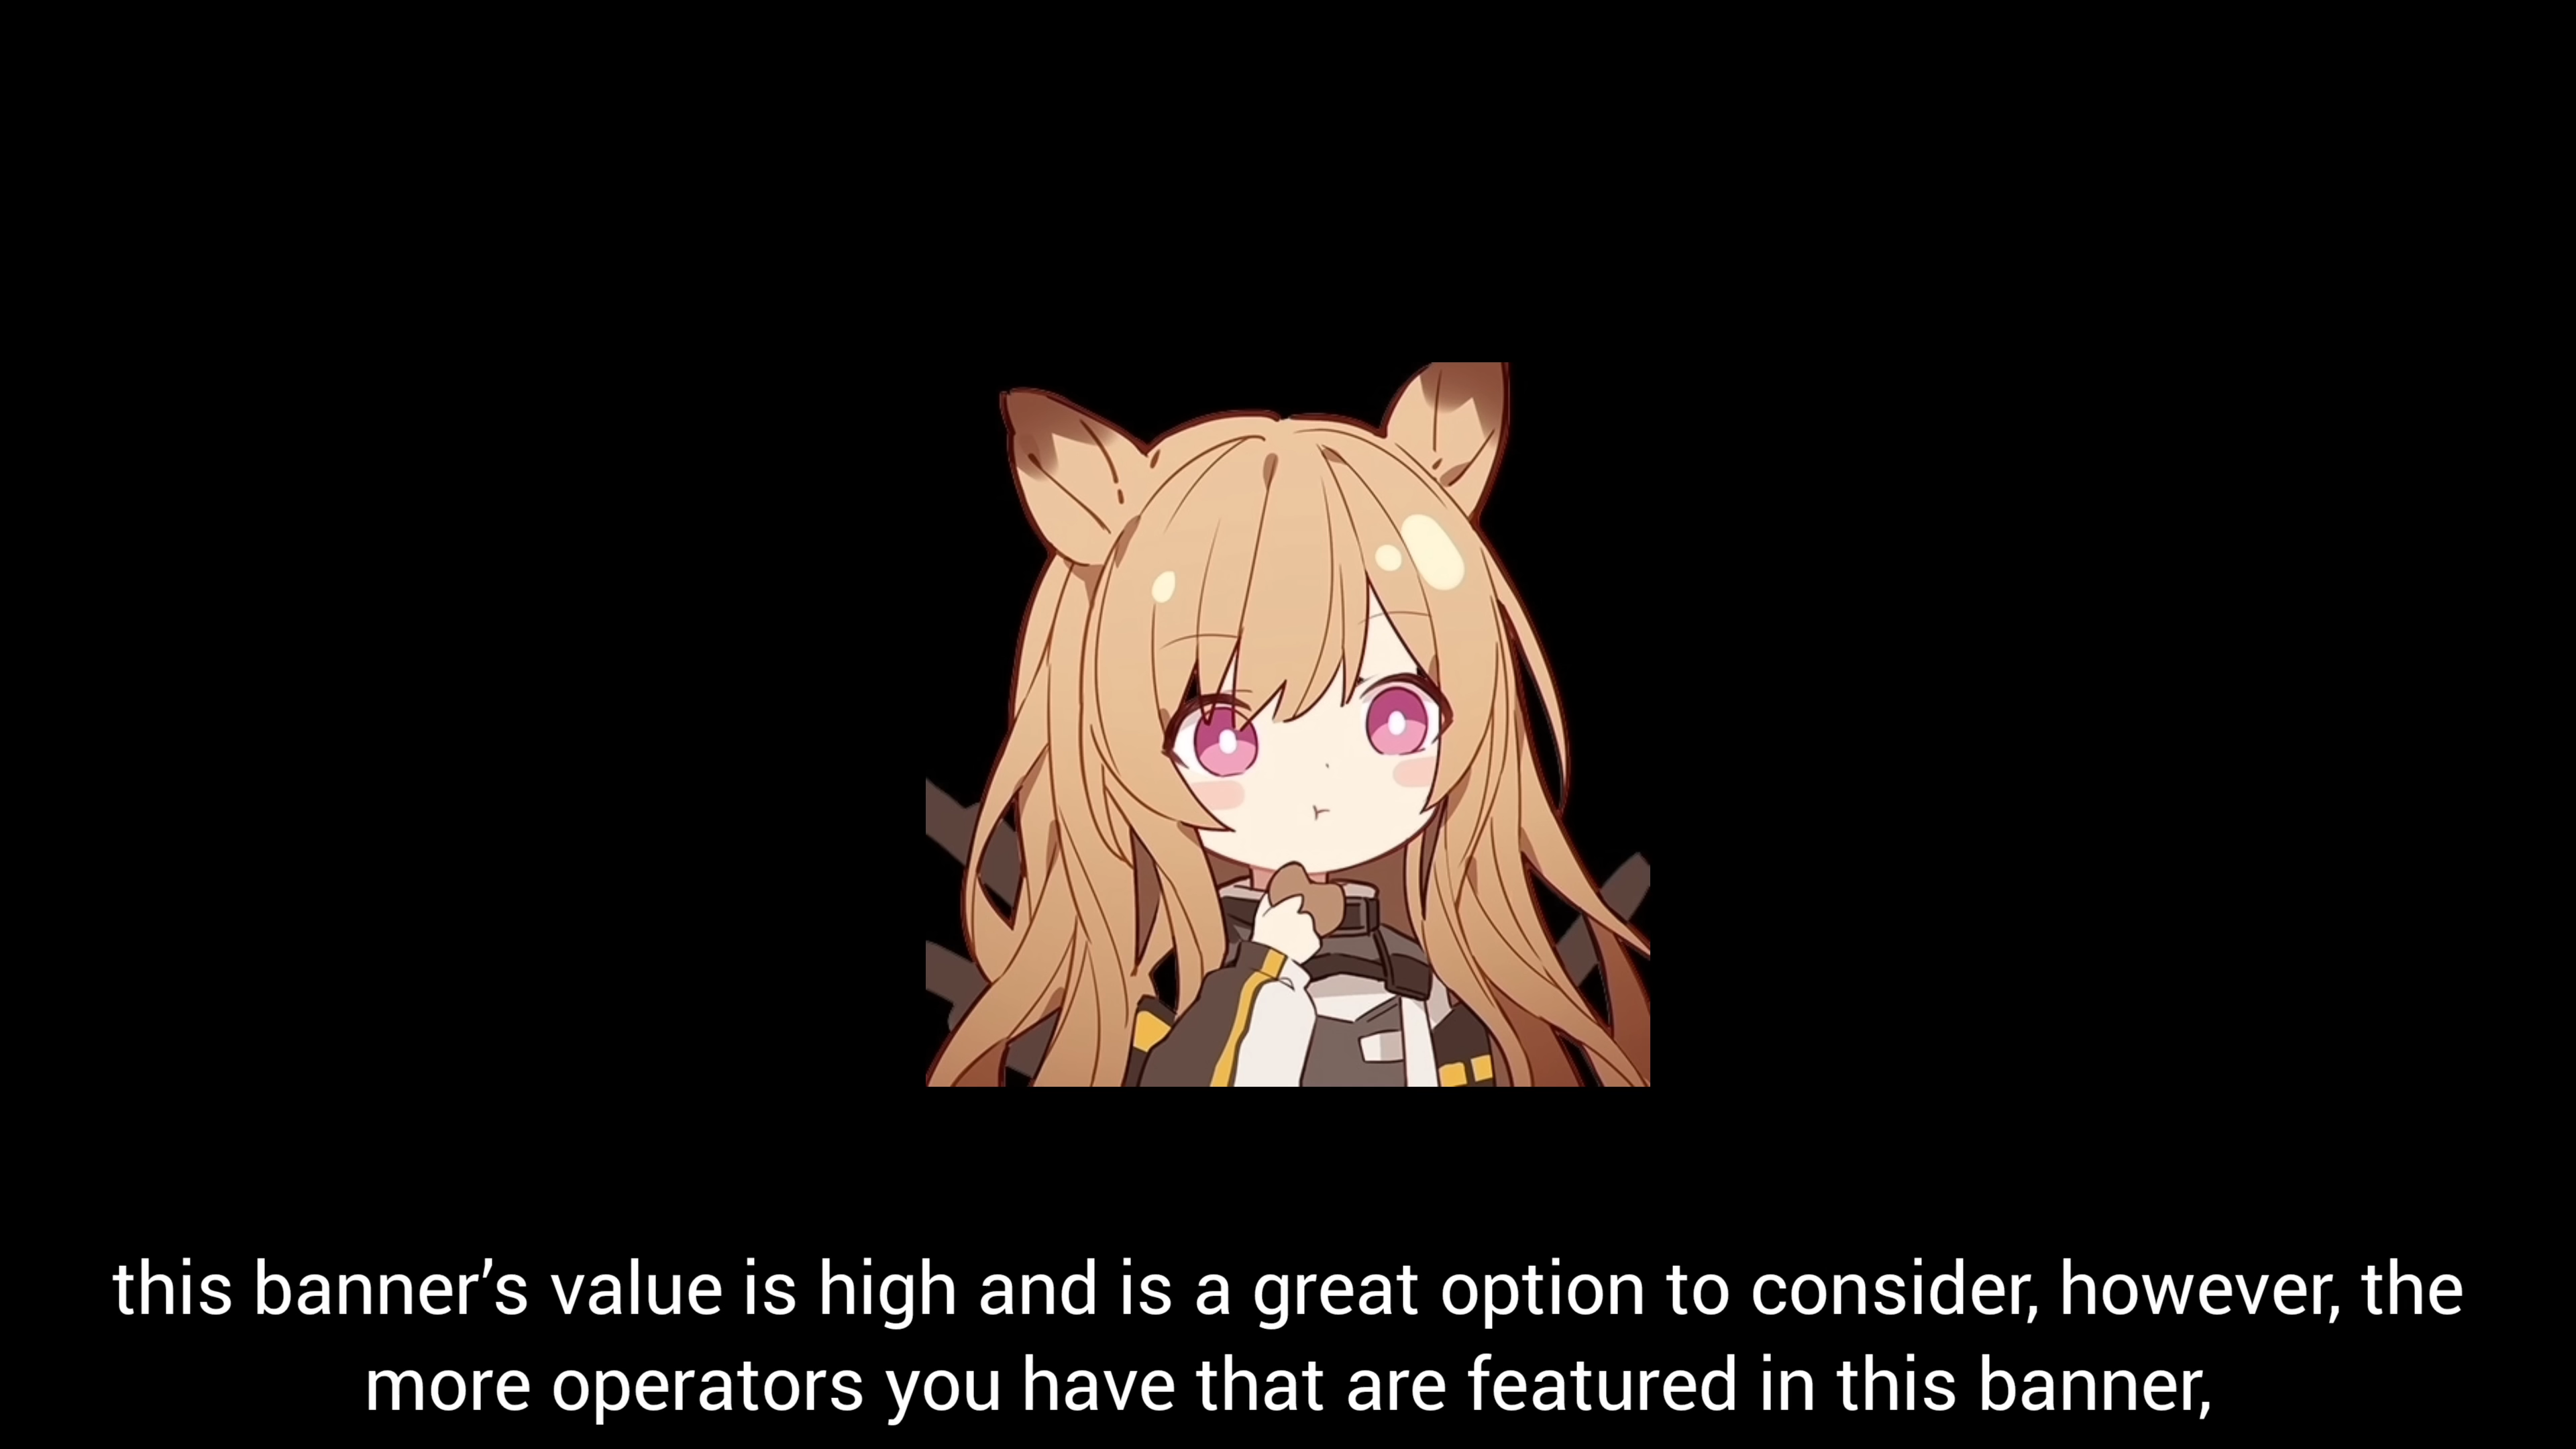 this banner’s value is high and is a great option to consider, however, the
more operators you have that are featured in this banner,